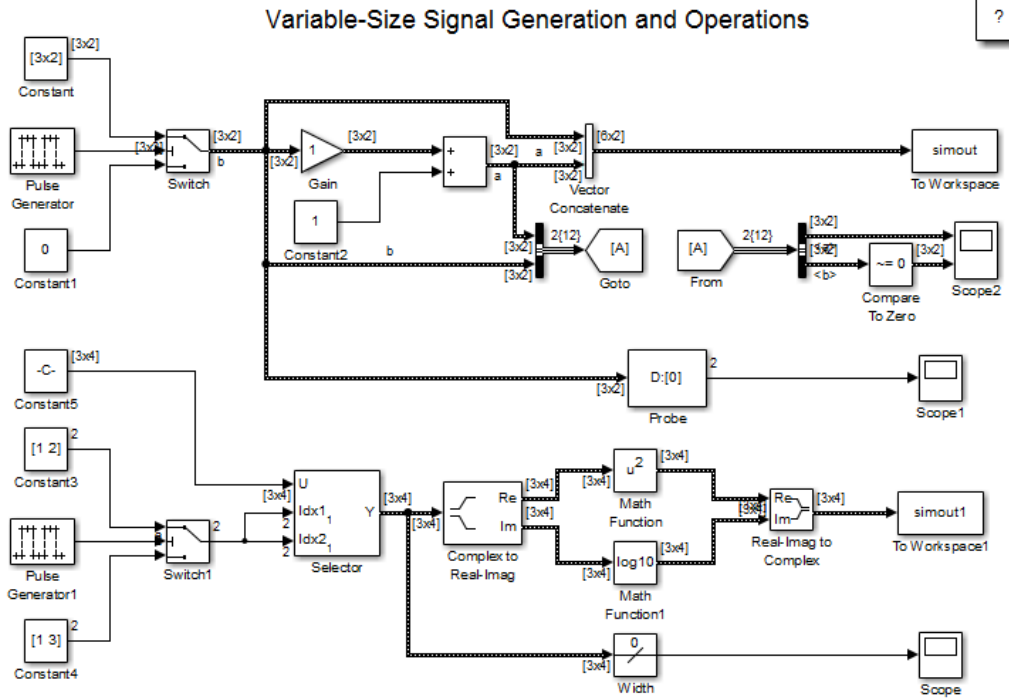 Variable-Size Signal Generation and Operations
?
[3x2]
[3x2]
Constant
[3x2]
Pulse
Generator
[3x2]
b
Switch
0
Constant1
[3x2]
1
[3x2]
Gain
1
Constant2
+
+
[3x2]
a
a
[6x2]
[3x2]
[3x2]
Vector
Concatenate
simout
To Workspace
b
[3x2]
[3x2]
2{12}
[A]
Goto
[A]
From
2{12}
[3x2]
<b>
~= 0
Compare
To Zero
[3x2]
Scope2
-C-
[3x4]
Constant5
[3x2]
D:[0]
2
Probe
Scope1
[1 2]
2
Constant3
Pulse
Generator1
2
Switch1
[1 3]
2
Constant4
[3x4]
2
2
U
Idx1 1
Idx2 1
Y
[3x4]
Selector
[3x4]
Re
Im
[3x4]
[3x4]
Complex to
Real-Imag
[3x4]
u2
[3x4]
Math
Function
[3x4]
log10
[3x4]
Math
Function1
[3x4]
Re
Im
[3x4]
Real-Imag to
Complex
simout1
To Workspace1
[3x4]
0
Width
Scope